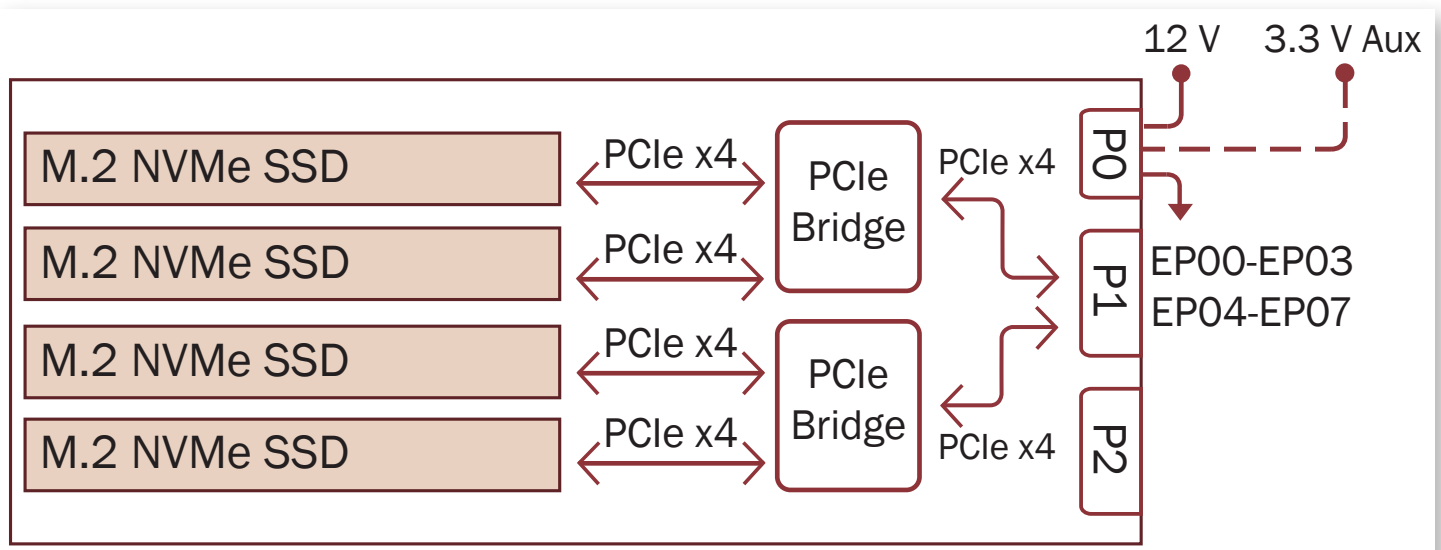 12 V
3.3 V Aux
M.2 NVMe SSD
PCIe x4
PCIe
Bridge
PCIe x4
P0
M.2 NVMe SSD
PCIe x4
P1
EP00-EP03
EP04-EP07
M.2 NVMe SSD
PCIe x4
PCIe
Bridge
PCIe x4
M.2 NVMe SSD
PCIe x4
P2